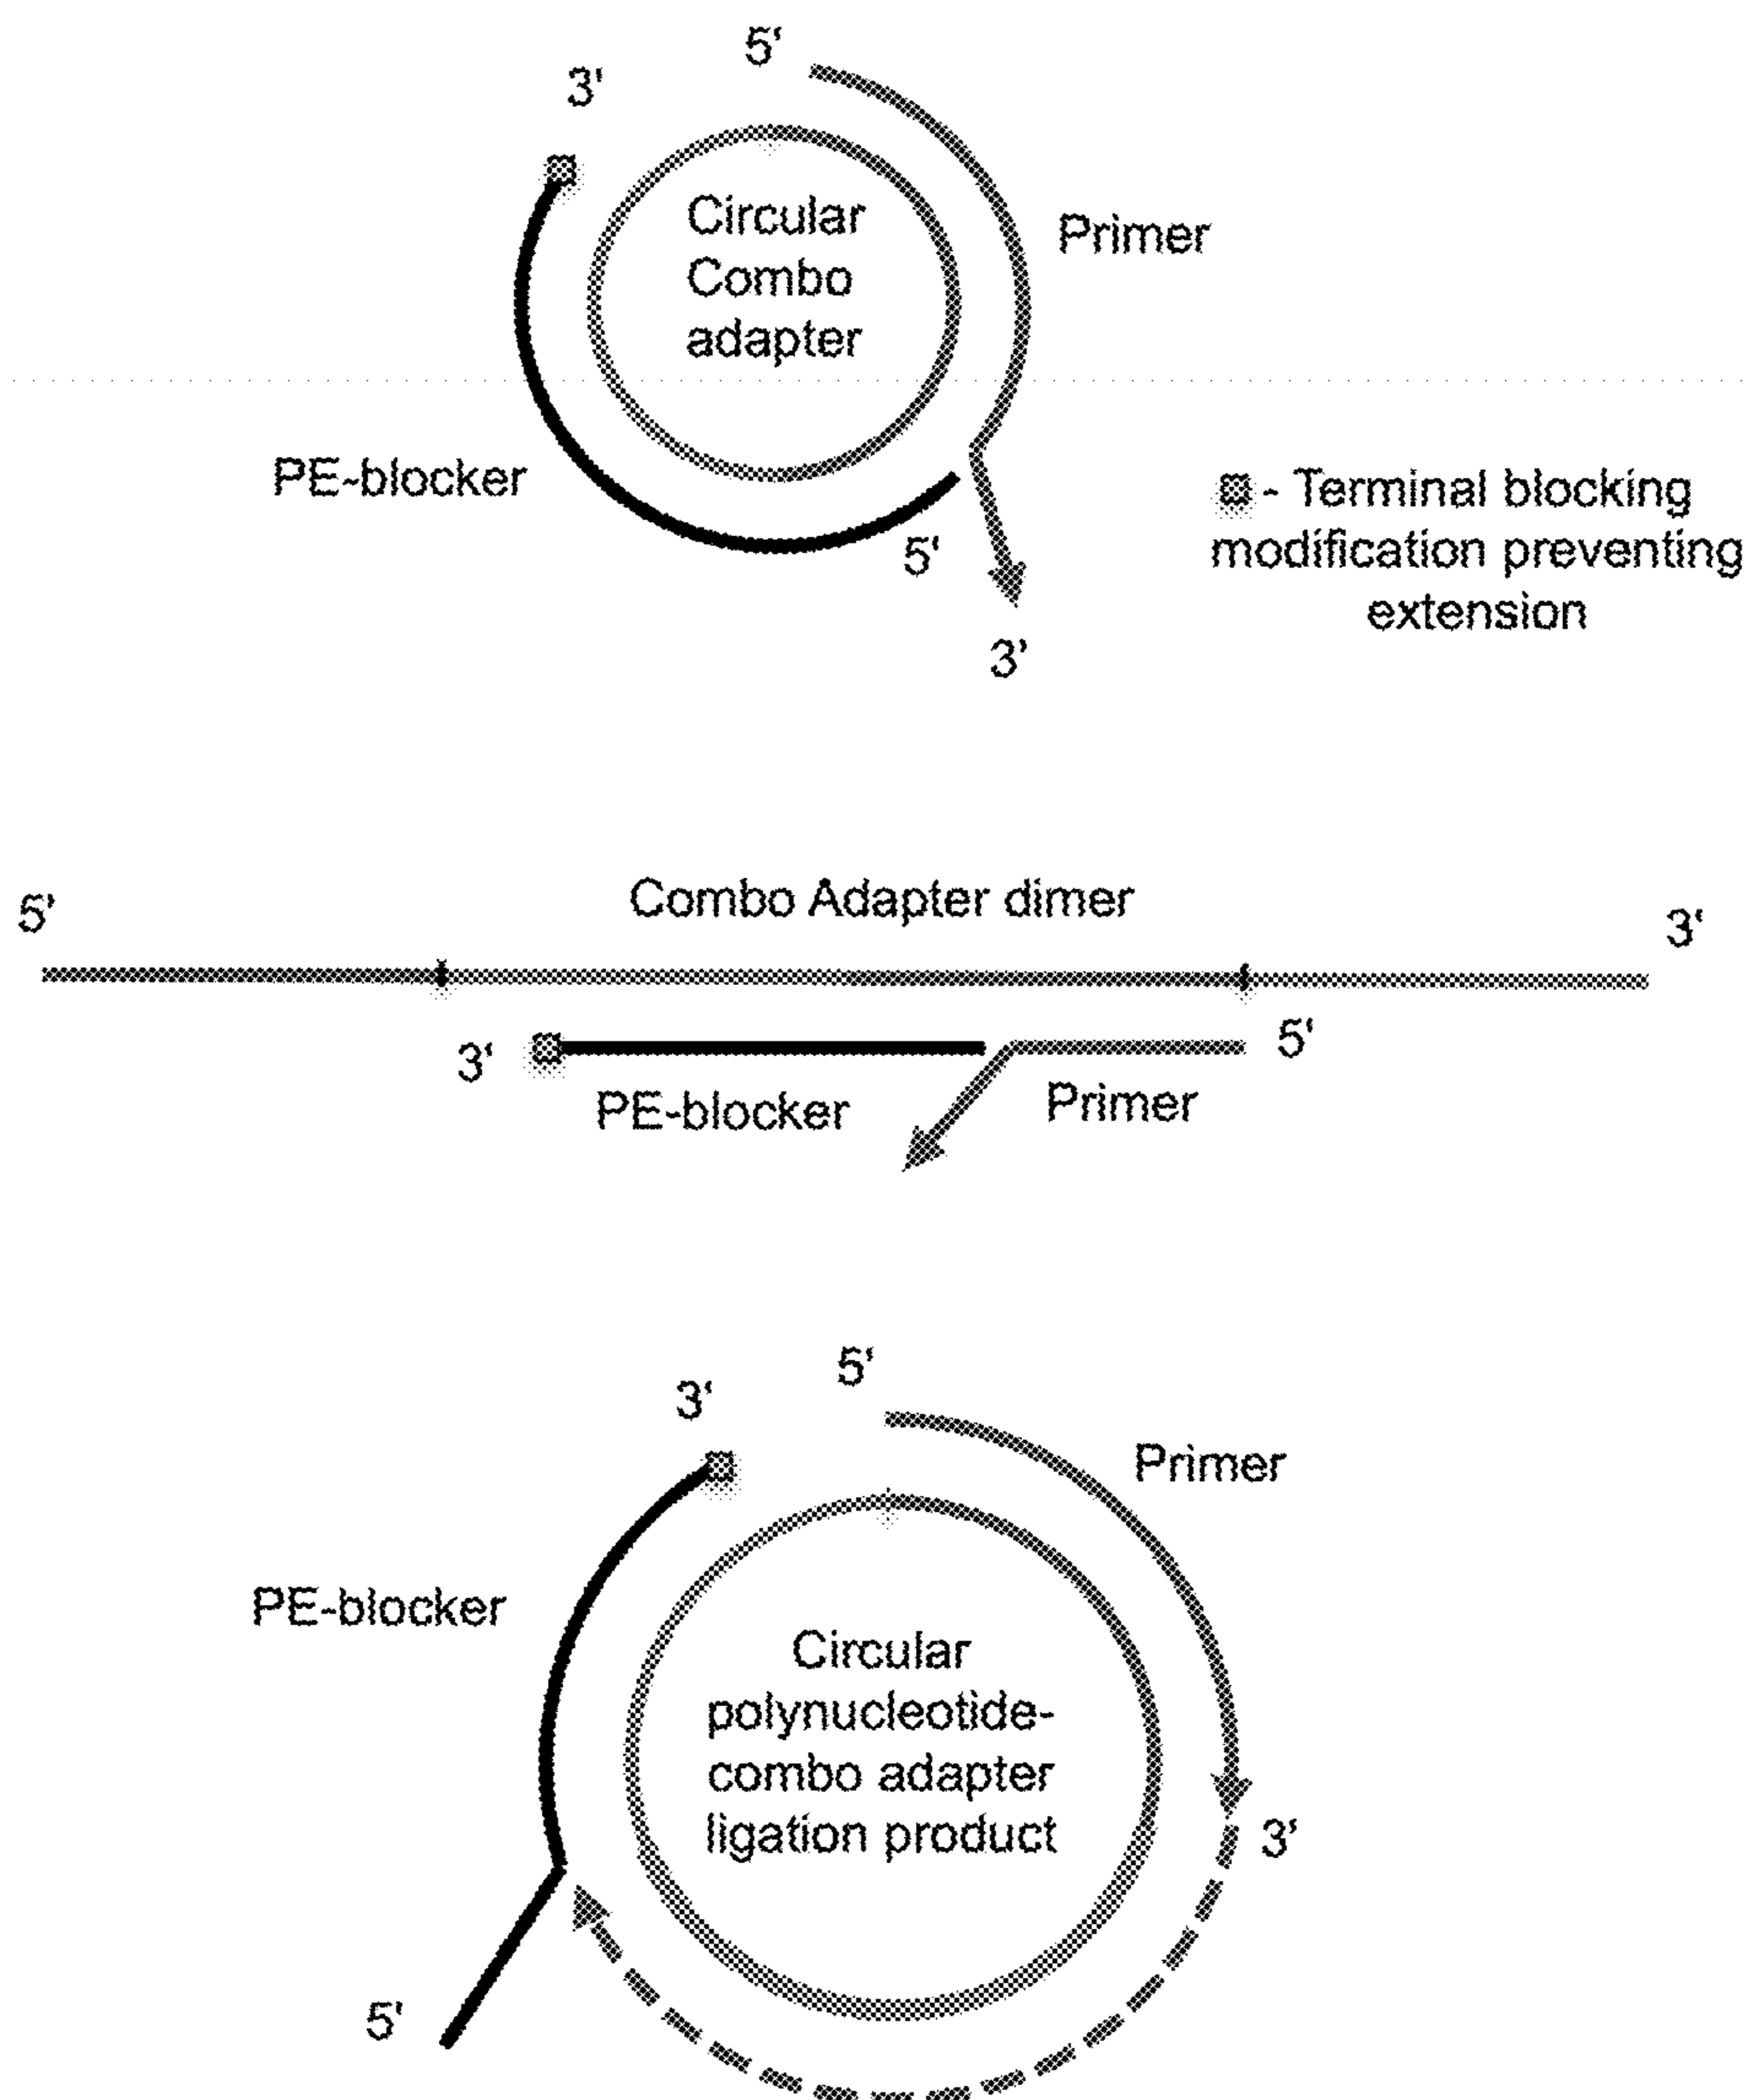 5'
3'
Circular
Combo
adapter
Primer
PE-blocker
5'
- Terminal blocking
modification preventing
extension
3'
Combo Adapter dimer
5'
3'
3'
5'
PE-blocker
Primer
5'
3'
Primer
PE-blocker
Circular
polynucleotide-
combo adapter
ligation product
3'
5'